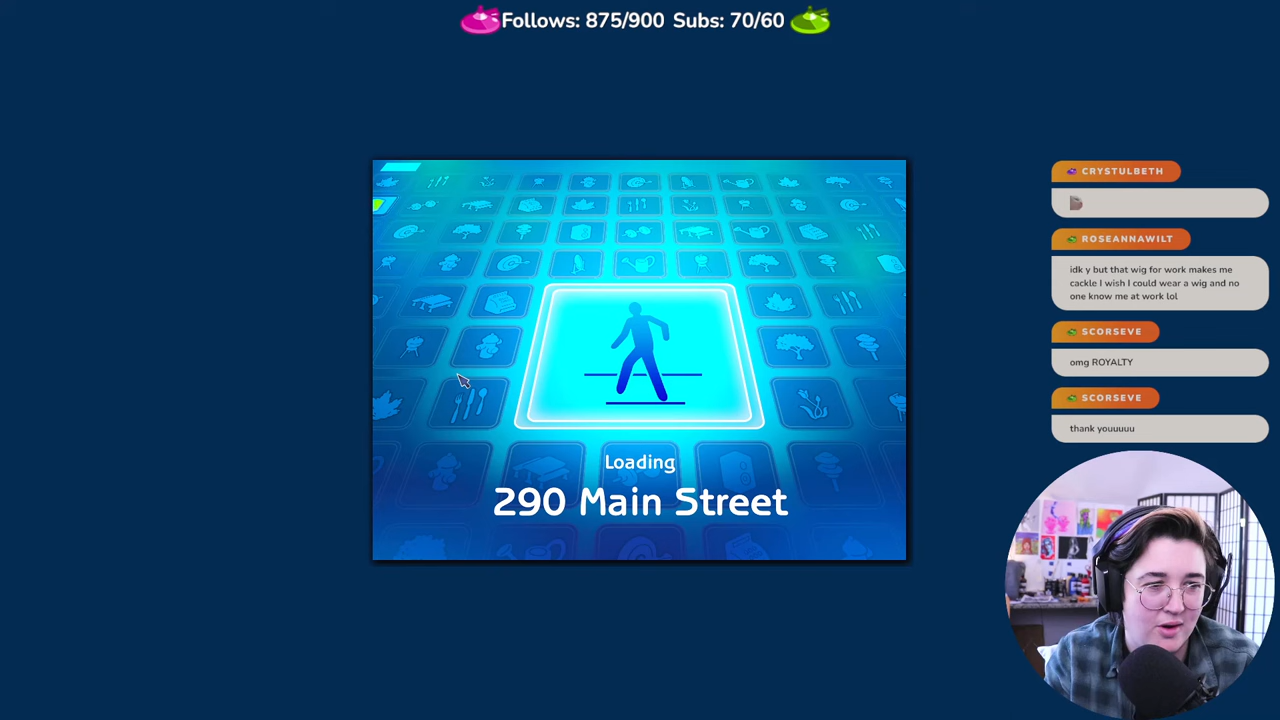 Follows: 875/900 Subs: 70/60
CRYSTULBETH
ROSEANNAWILT
idk y but that wig for work makes me
cackle I wish I could wear a wig and no
one know me at work lol
SCORSEVE
omg ROYALTY
SCORSEVE
thank youuuuu
Loading
290 Main Street